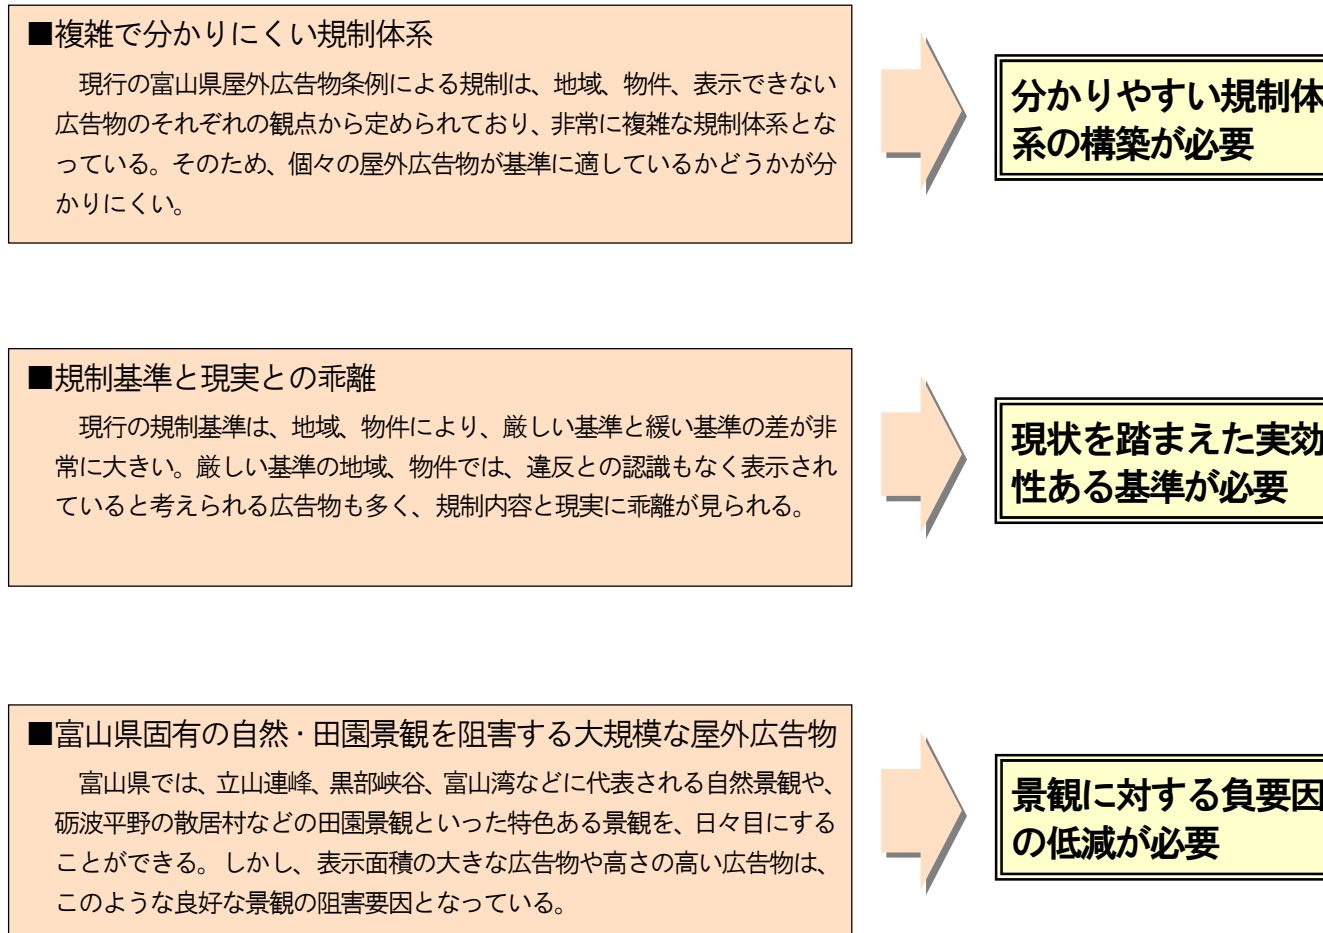 ■複雑で分かりにくい規制体系
現行の富山県屋外広告物条例による規制は、地域、物件、表示できない
広告物のそれぞれの観点から定められており、非常に複雑な規制体系とな
っている。そのため、個々の屋外広告物が基準に適しているかどうかが分
かりにくい。
分かりやすい規制体
系の構築が必要
■規制基準と現実との乖離
現行の規制基準は、地域、物件により、厳しい基準と緩い基準の差が非
常に大きい。厳しい基準の地域、物件では、違反との認識もなく表示され
ていると考えられる広告物も多く、規制内容と現実に乖離が見られる。
現状を踏まえた実効
性ある基準が必要
■富山県固有の自然・田園景観を阻害する大規模な屋外広告物
富山県では、立山連峰、黒部峡谷、富山湾などに代表される自然景観や、
砺波平野の散居村などの田園景観といった特色ある景観を、日々目にする
ことができる。しかし、表示面積の大きな広告物や高さの高い広告物は、
このような良好な景観の阻害要因となっている。
景観に対する負要因
の低減が必要